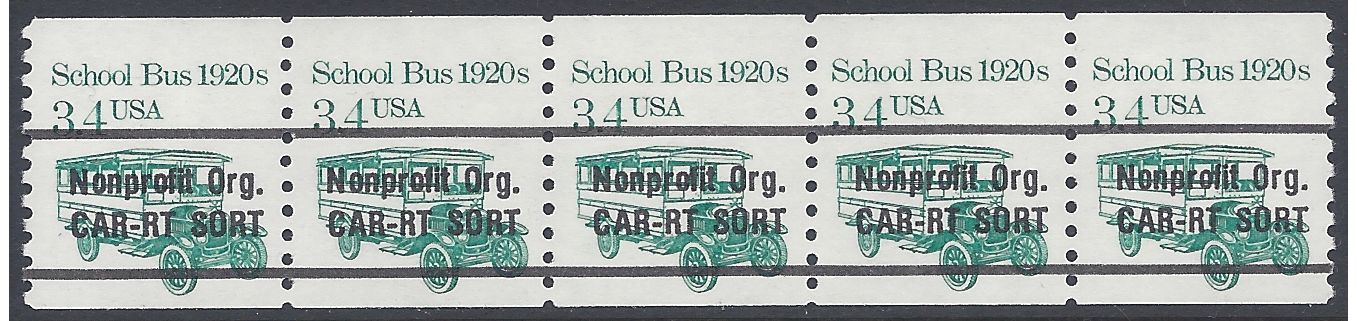 School Bus 1920s School Bus 1920s School Bus 1920s School Bus 1920s School Bus 1920s
3.4 USA 3.4 USA 3.4 USA 3.4 USA 3.4 USA
Nonprofit Org. Nonprofit Org. Nonprofit Org. Nonprofit Org. Nonprofit Org.
CAR-RT SORT CAR-RT SORT CAR-RT SORT CAR-RT SORT CAR-RT SORT